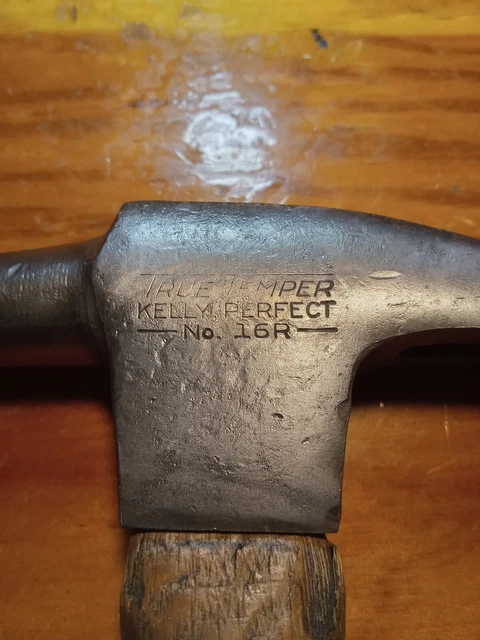 TRUE TEMPER
KELLY PERFECT
No. 16R